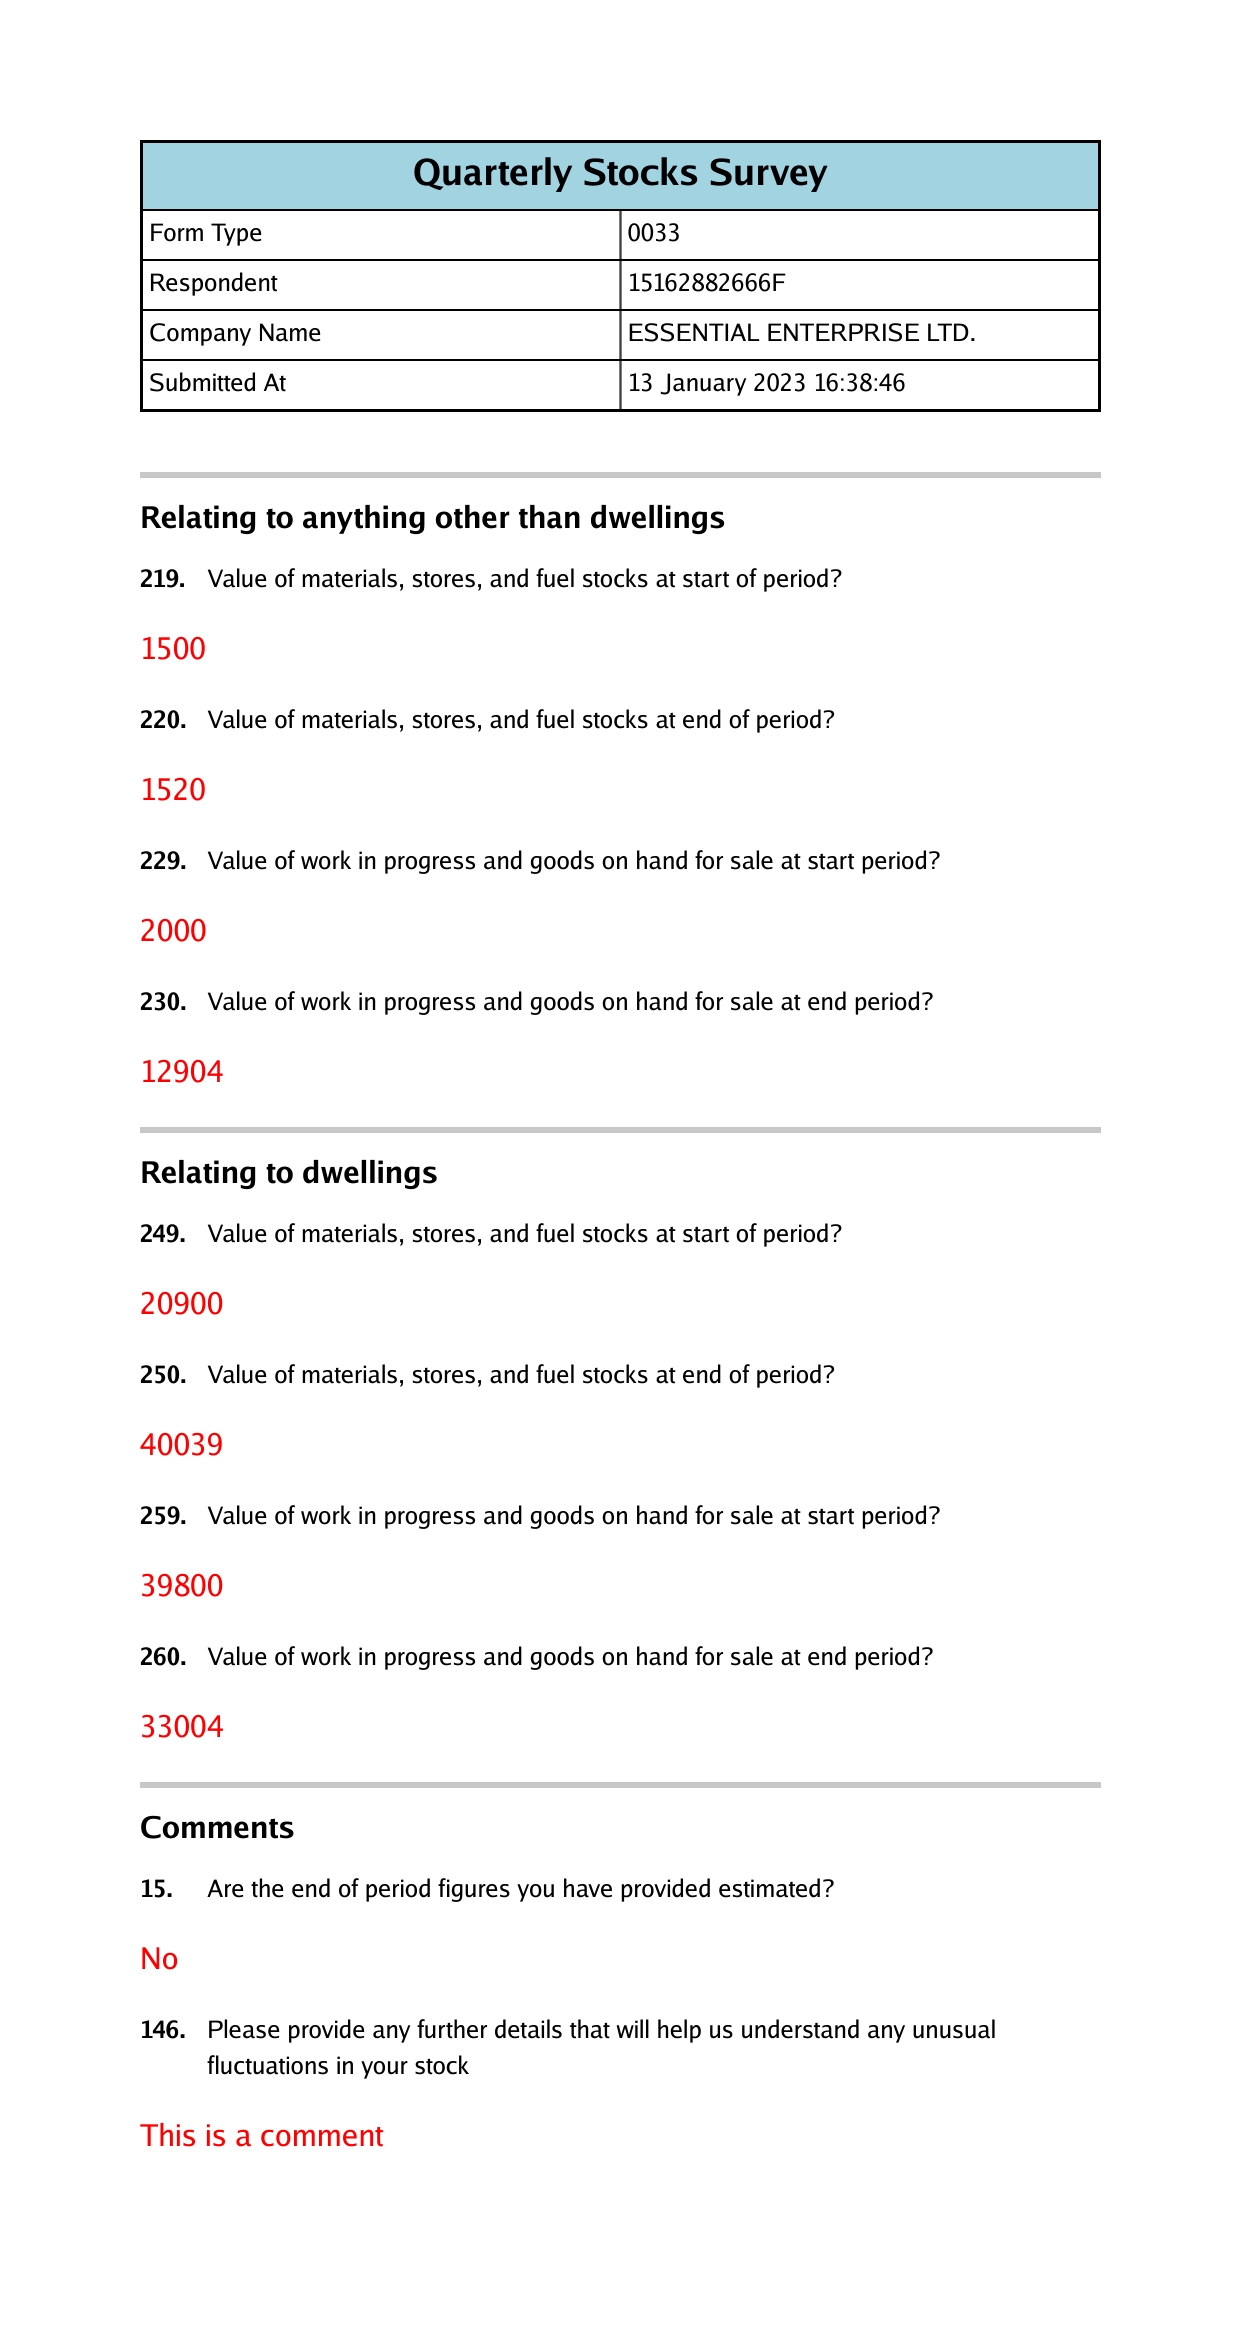 Quarterly Stocks Survey
Form Type 0033
Respondent 15162882666F
Company Name ESSENTIAL ENTERPRISE LTD.
Submitted At 13 January 2023 16:38:46
Relating to anything other than dwellings
219. Value of materials, stores, and fuel stocks at start of period?
1500
220. Value of materials, stores, and fuel stocks at end of period?
1520
229. Value of work in progress and goods on hand for sale at start period?
2000
230. Value of work in progress and goods on hand for sale at end period?
12904
Relating to dwellings
249. Value of materials, stores, and fuel stocks at start of period?
20900
250. Value of materials, stores, and fuel stocks at end of period?
40039
259. Value of work in progress and goods on hand for sale at start period?
39800
260. Value of work in progress and goods on hand for sale at end period?
33004
Comments
15. Are the end of period figures you have provided estimated?
No
146. Please provide any further details that will help us understand any unusual
fluctuations in your stock
This is a comment